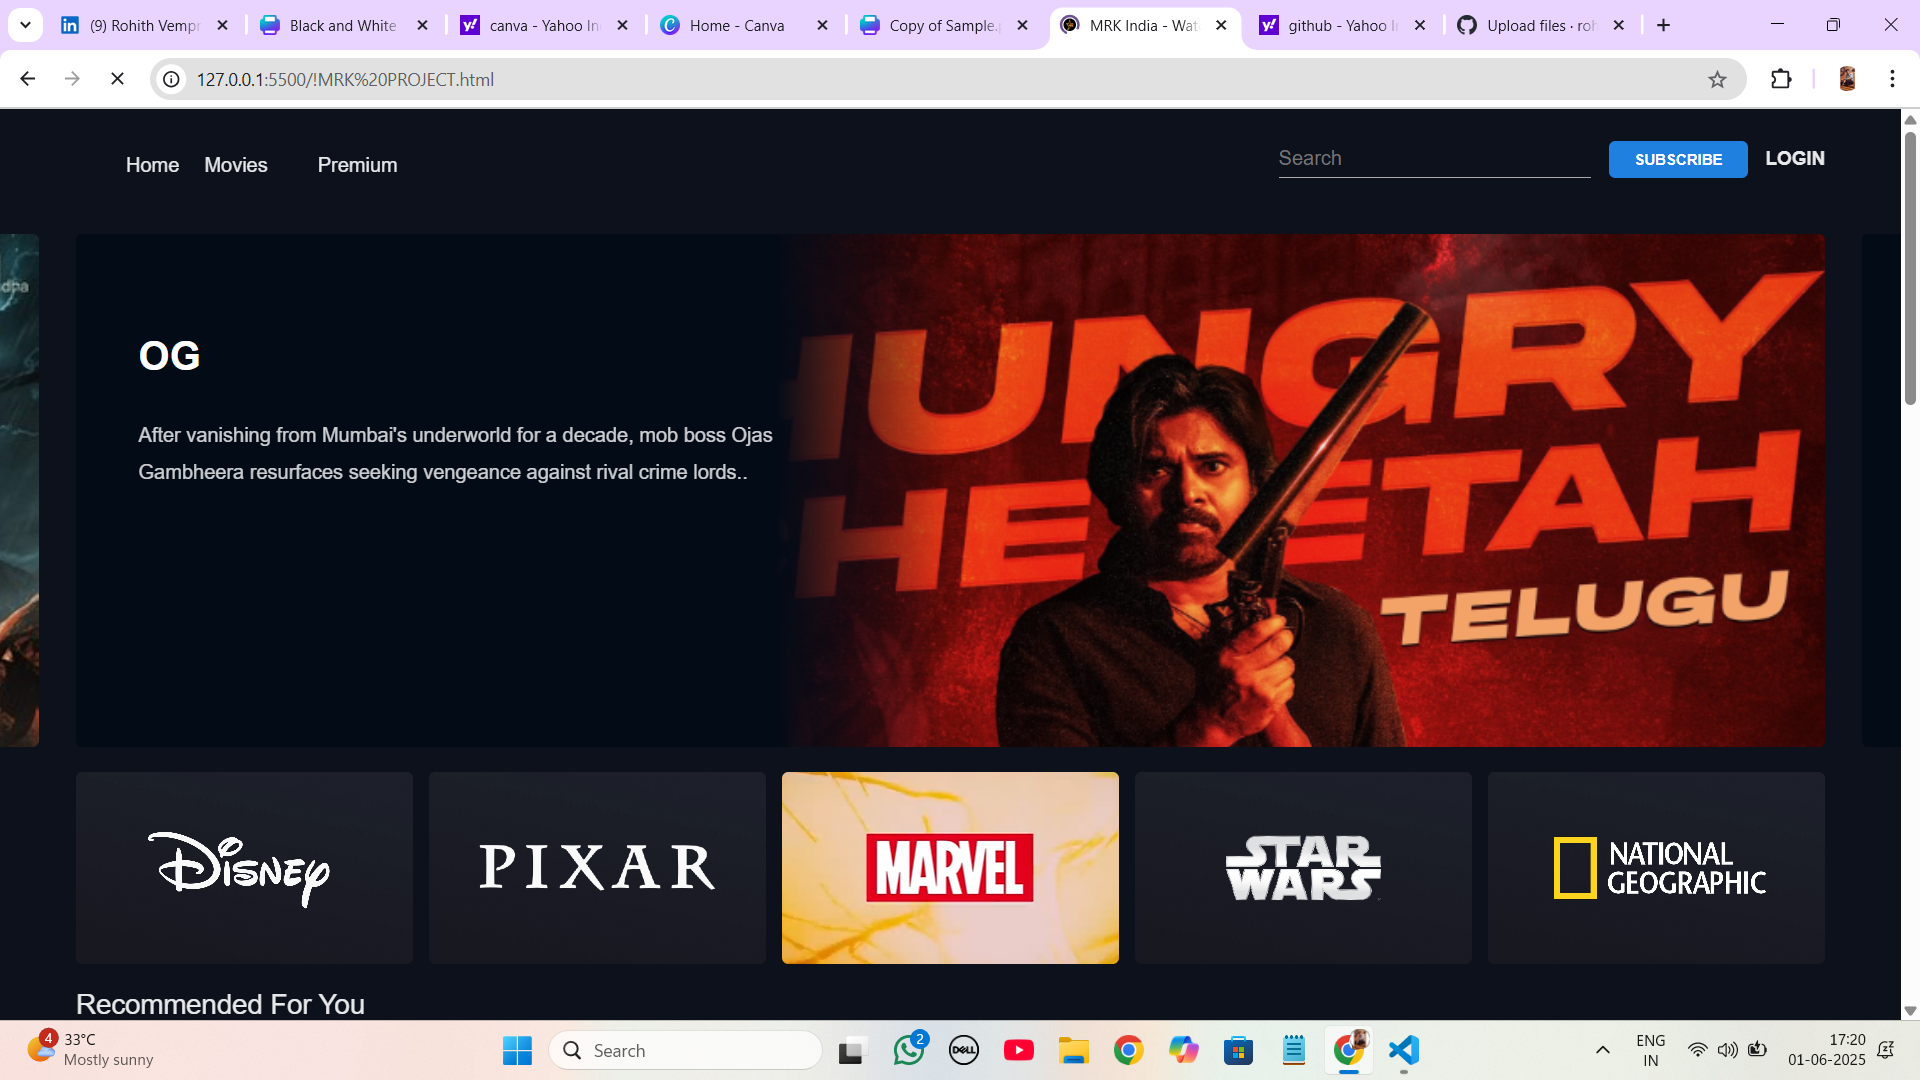 (9) Rohith Vempr
Black and White
canva - Yahoo In
Home - Canva
Copy of Sample.p
MRK India - Wat
github - Yahoo I
Upload files · roh
127.0.0.1:5500/!MRK%20PROJECT.html
Home
Movies
Premium
Search
SUBSCRIBE
LOGIN
OG
After vanishing from Mumbai's underworld for a decade, mob boss Ojas
Gambheera resurfaces seeking vengeance against rival crime lords..
HUNGRY
CHEETAH
TELUGU
DISNEY
PIXAR
MARVEL
STAR
WARS
NATIONAL
GEOGRAPHIC
Recommended For You
4
33°C
Mostly sunny
Search
2
DELL
ENG
IN
17:20
01-06-2025